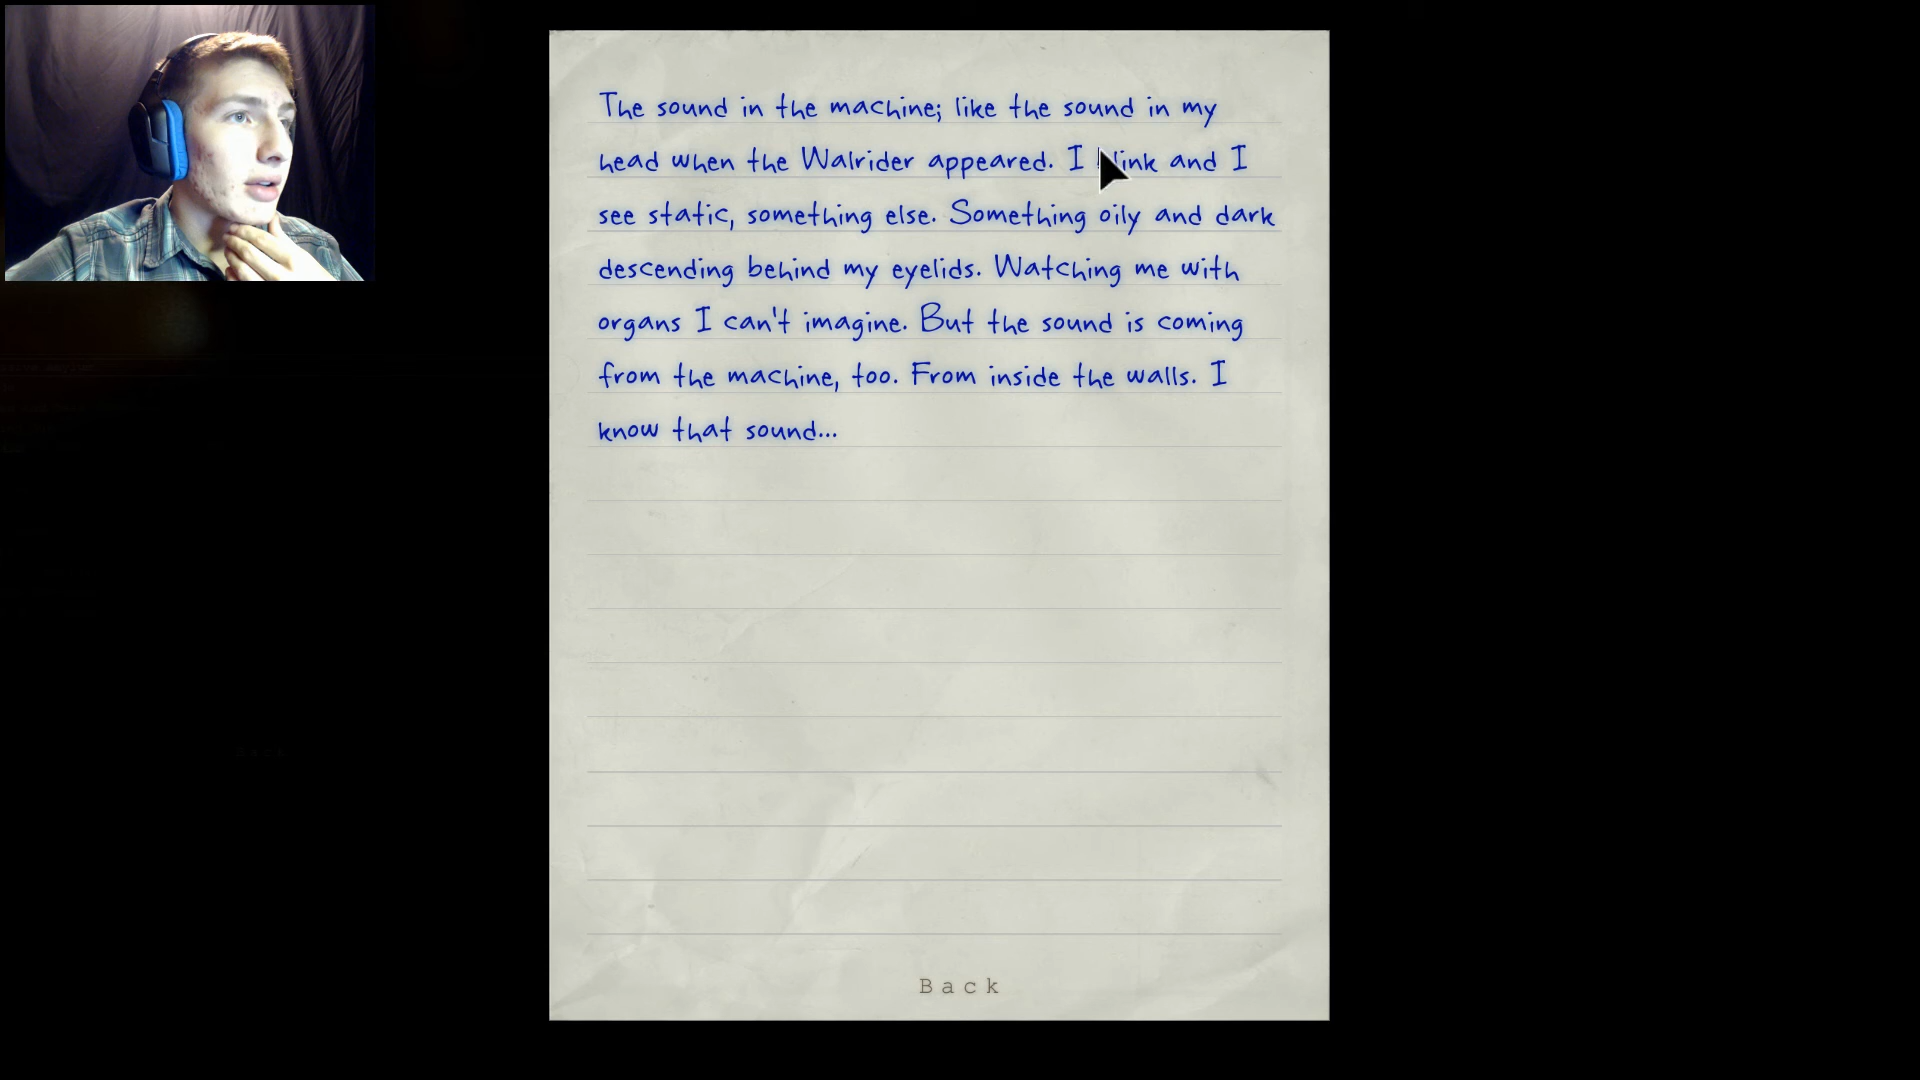 The sound in the machine; like the sound in my
head when the Walrider appeared. I blink and I
see static, something else. Something oily and dark
descending behind my eyelids. Watching me with
organs I can't imagine. But the sound is coming
from the machine, too. From inside the walls. I
know that sound...
Back